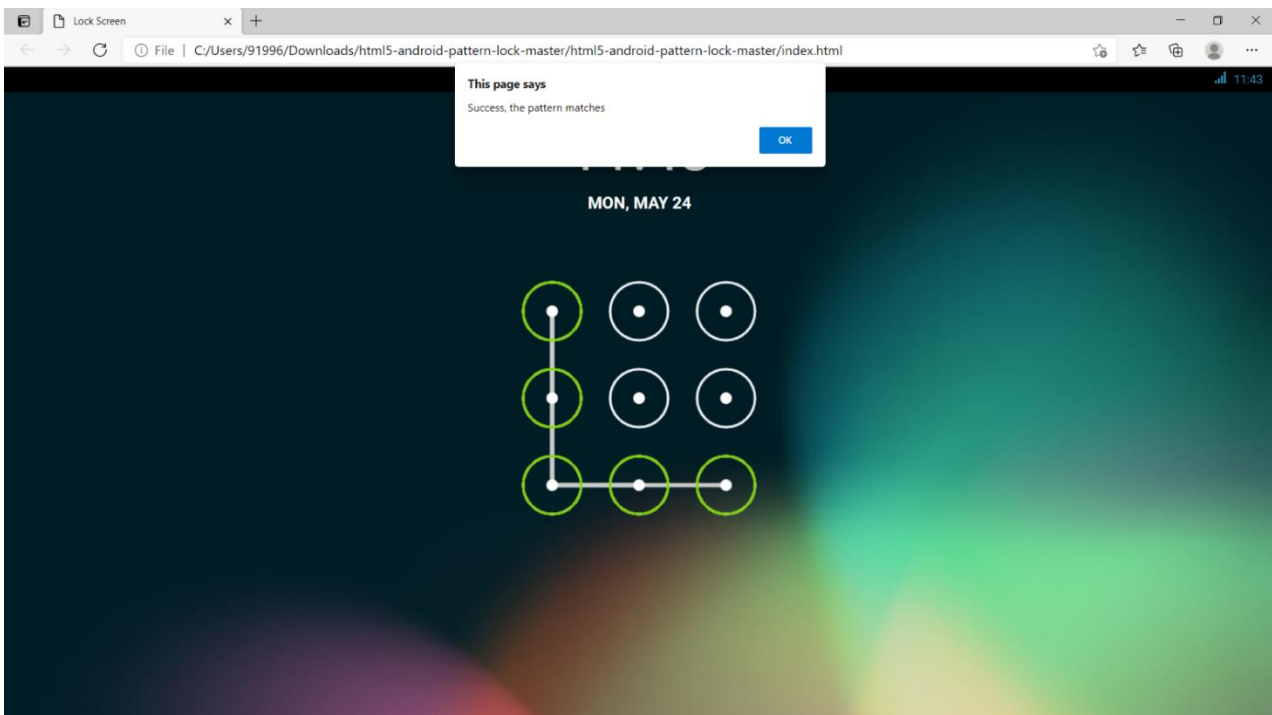 Lock Screen
File | C:/Users/91996/Downloads/html5-android-pattern-lock-master/html5-android-pattern-lock-master/index.html
This page says
Success, the pattern matches
OK
11:43
MON, MAY 24